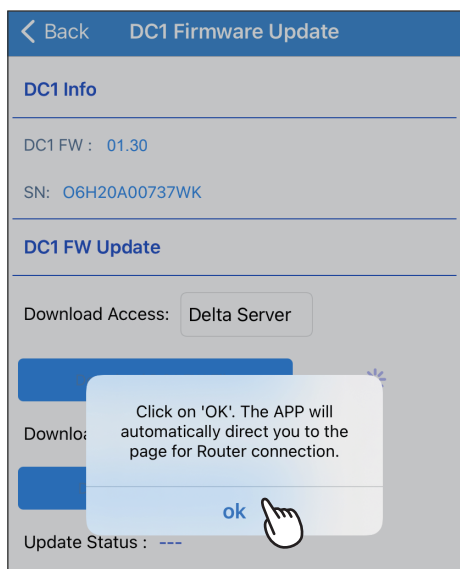 Back DC1 Firmware Update
DC1 Info
DC1 FW : 01.30
SN: O6H20A00737WK
DC1 FW Update
Download Access: Delta Server
Click on 'OK'. The APP will
automatically direct you to the
page for Router connection.
ok
Update Status : ---